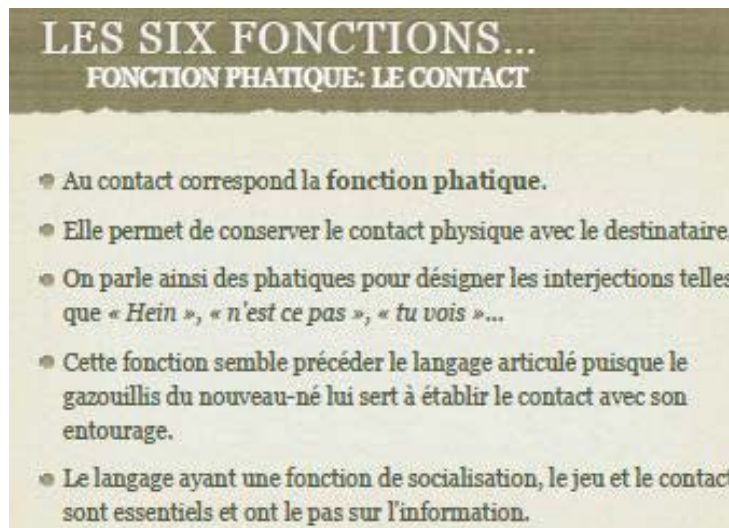 LES SIX FONCTIONS...
FONCTION PHATIQUE: LE CONTACT
Au contact correspond la fonction phatique.
Elle permet de conserver le contact physique avec le destinataire.
On parle ainsi des phatiques pour désigner les interjections telles
que « Hein », « n'est ce pas », « tu vois »...
Cette fonction semble précéder le langage articulé puisque le
gazouillis du nouveau-né lui sert à établir le contact avec son
entourage.
Le langage ayant une fonction de socialisation, le jeu et le contact
sont essentiels et ont le pas sur l'information.